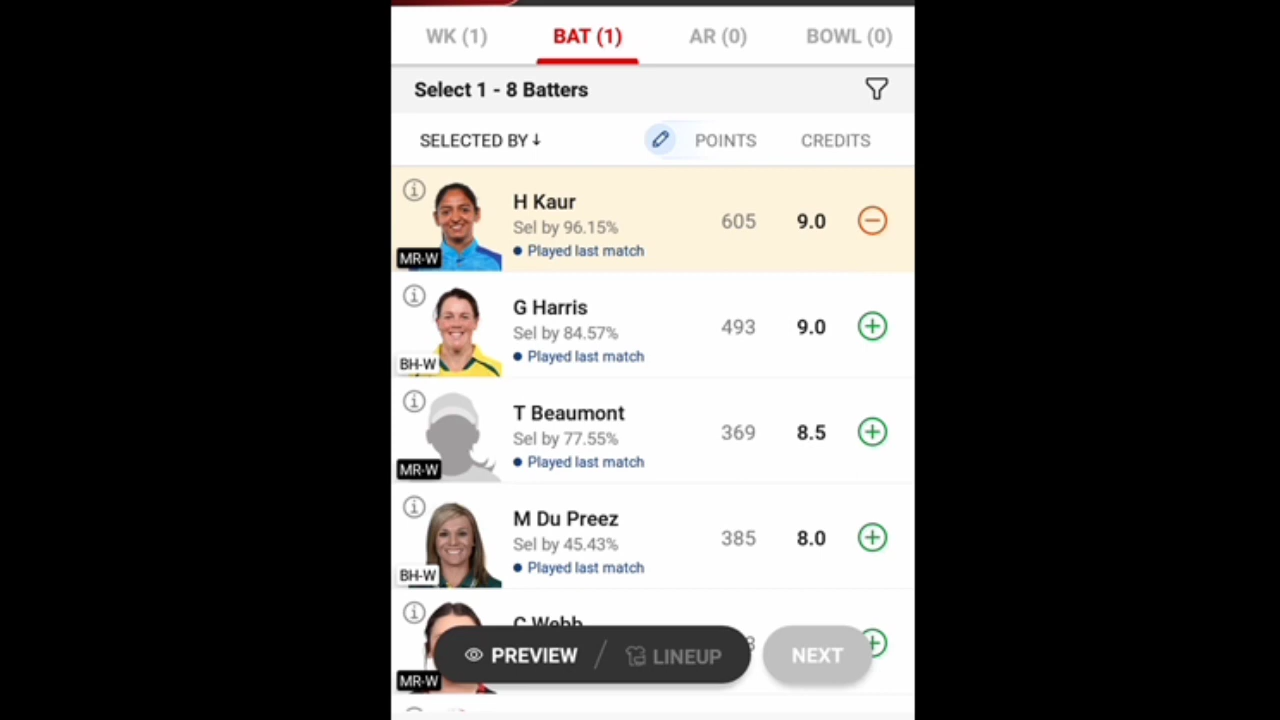 WK (1) BAT (1) AR (0) BOWL (0)
Select 1 - 8 Batters
SELECTED BY↓ POINTS CREDITS
H Kaur
Sel by 96.15% 605 9.0
Played last match
MR-W
G Harris
Sel by 84.57% 493 9.0
Played last match
BH-W
T Beaumont
Sel by 77.55% 369 8.5
Played last match
MR-W
M Du Preez
Sel by 45.43% 385 8.0
Played last match
BH-W
C Webb
PREVIEW / LINEUP NEXT
MR-W